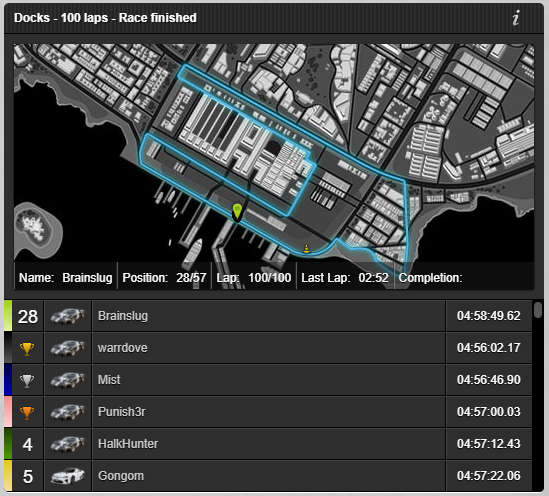 Docks - 100 laps - Race finished
i
Name: Brainslug Position: 28/57 Lap: 100/100 Last Lap: 02:52 Completion:
28 Brainslug 04:58:49.62
warrdove 04:56:02.17
Mist 04:56:46.90
Punish3r 04:57:00.03
4 HalkHunter 04:57:12.43
5 Gongom 04:57:22.06